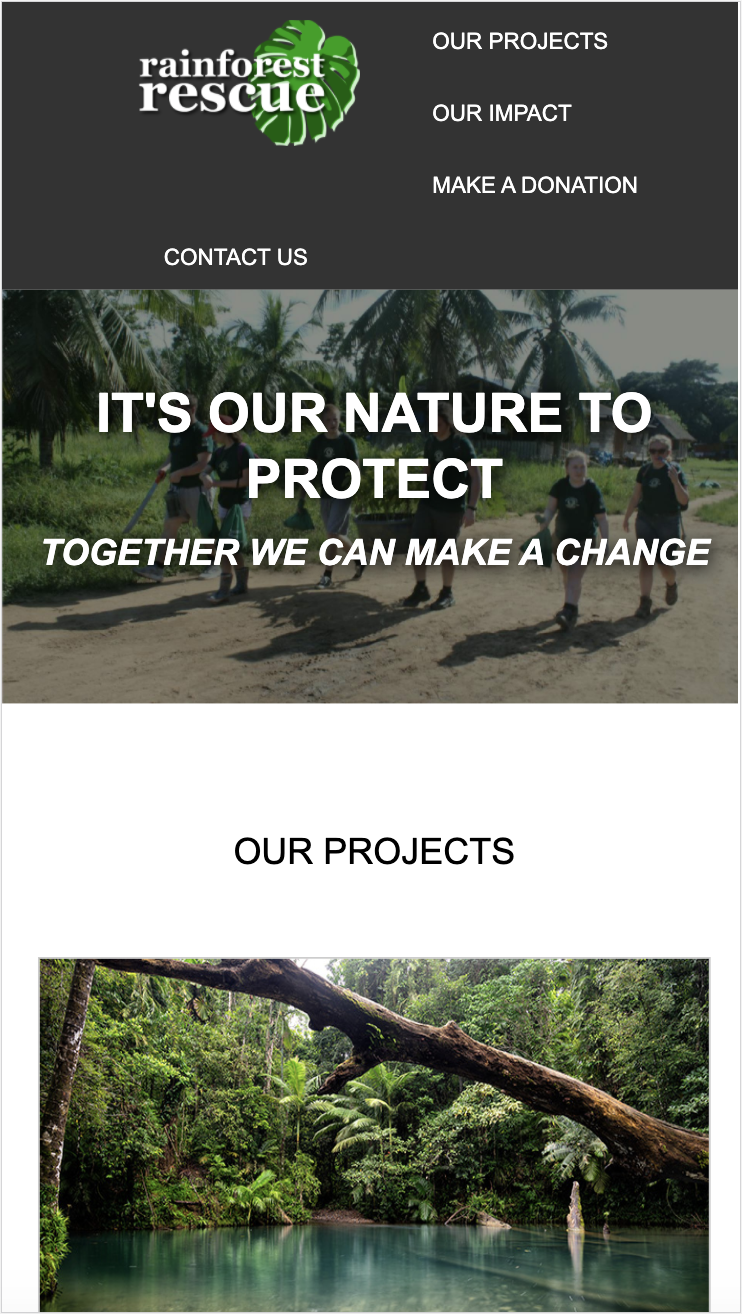 rainforest
rescue
OUR PROJECTS
OUR IMPACT
MAKE A DONATION
CONTACT US
IT'S OUR NATURE TO
PROTECT
TOGETHER WE CAN MAKE A CHANGE
OUR PROJECTS